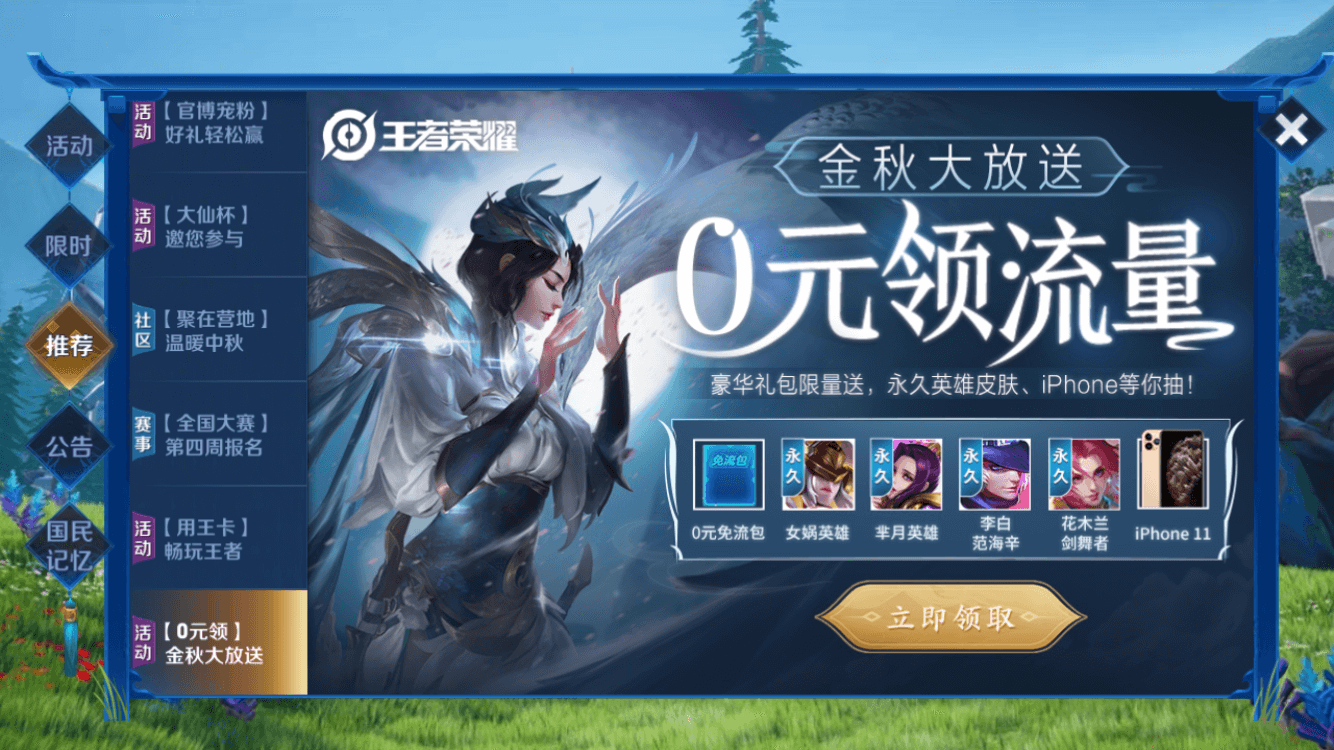 活动
限时
推荐
公告
国民
记忆
活动
【官博宠粉】
好礼轻松赢
活动
【大仙杯】
邀您参与
社区
【聚在营地】
温暖中秋
赛事
【全国大赛】
第四周报名
活动
【用王卡】
畅玩王者
活动
【0元领】
金秋大放送
王者荣耀
金秋大放送
0元领流量
豪华礼包限量送，永久英雄皮肤、iPhone等你抽！
免流包
0元免流包
永久
女娲英雄
永久
芈月英雄
永久
李白
范海辛
永久
花木兰
剑舞者
iPhone 11
立即领取